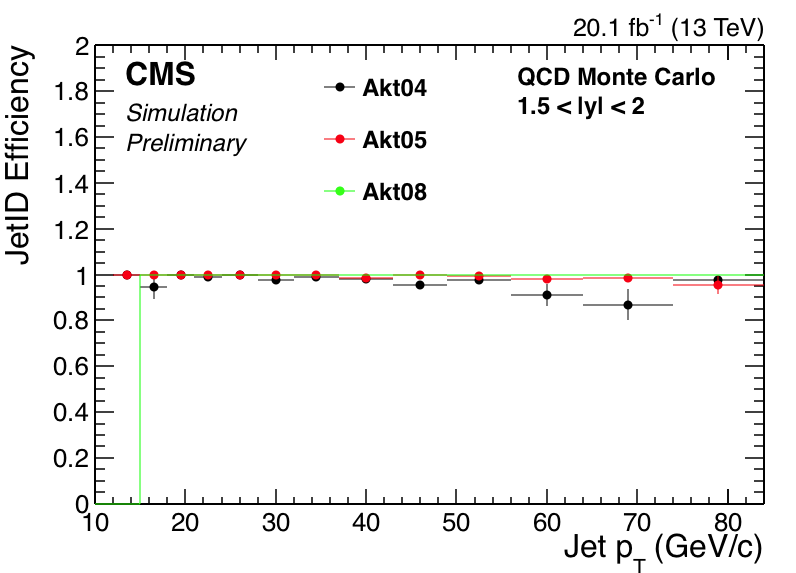 20.1 fb⁻¹ (13 TeV)
CMS
Simulation
Preliminary
Akt04
Akt05
Akt08
QCD Monte Carlo
1.5 < |y| < 2
JetID Efficiency
2
1.8
1.6
1.4
1.2
1
0.8
0.6
0.4
0.2
0
10 20 30 40 50 60 70 80
Jet p_T (GeV/c)